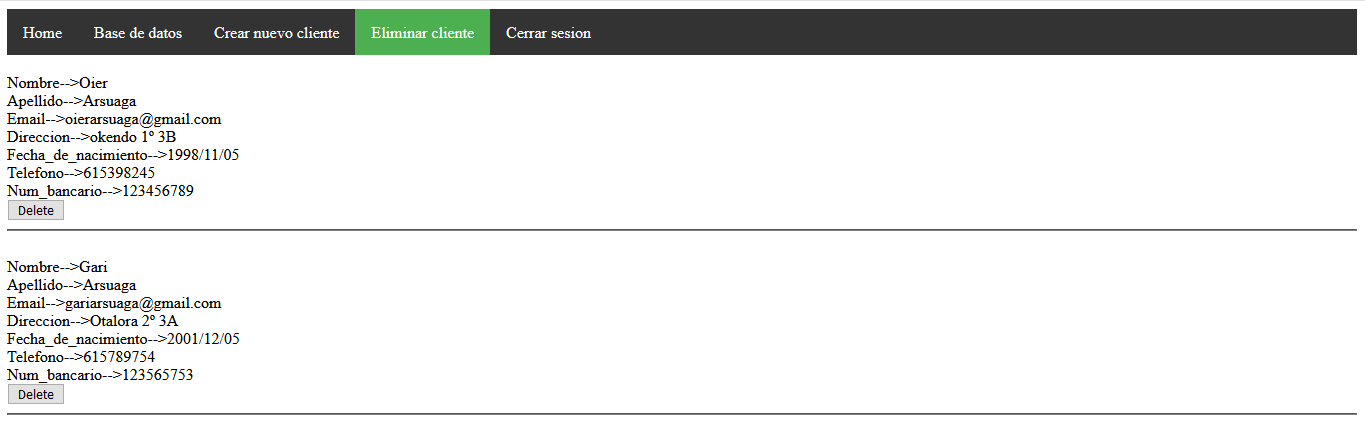 Home Base de datos Crear nuevo cliente Eliminar cliente Cerrar sesion
Nombre-->Oier
Apellido-->Arsuaga
Email-->oierarsuaga@gmail.com
Direccion-->okendo 1º 3B
Fecha_de_nacimiento-->1998/11/05
Telefono-->615398245
Num_bancario-->123456789
Delete
Nombre-->Gari
Apellido-->Arsuaga
Email-->gariarsuaga@gmail.com
Direccion-->Otalora 2º 3A
Fecha_de_nacimiento-->2001/12/05
Telefono-->615789754
Num_bancario-->123565753
Delete